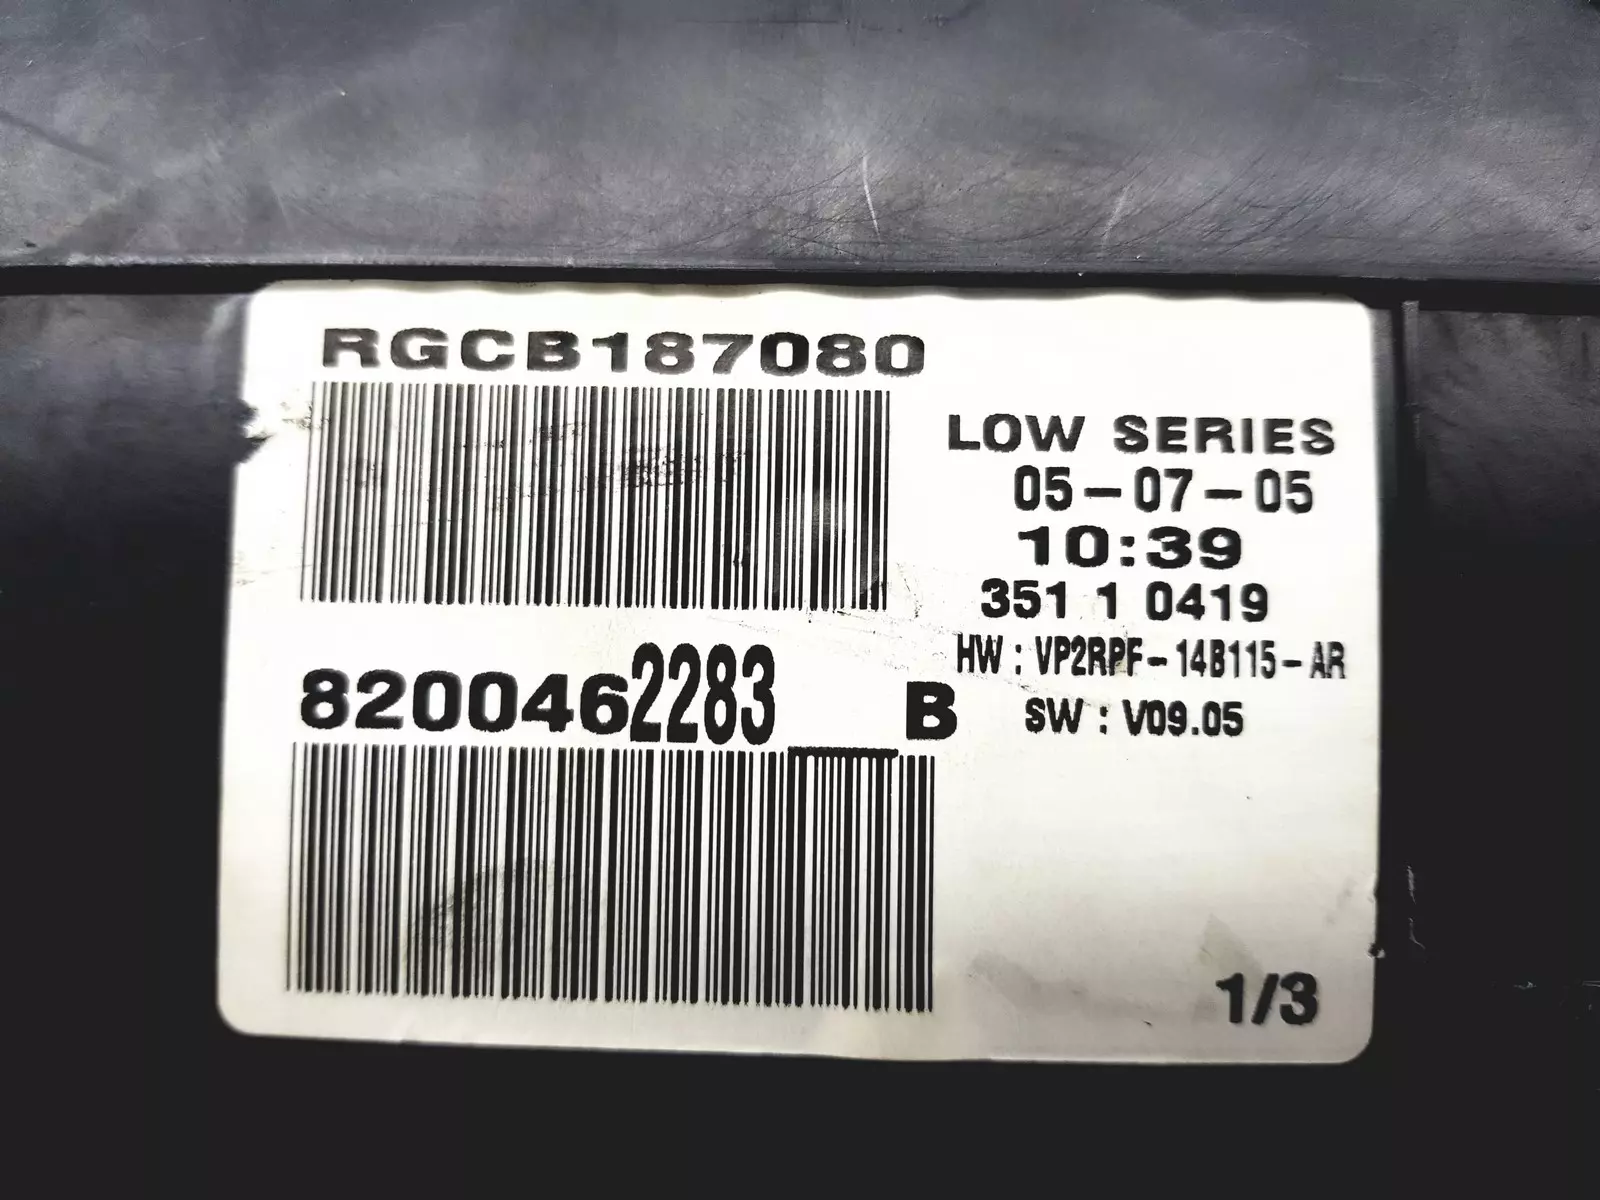 RGCB187080
LOW SERIES
05-07-05
10:39
351 1 0419
HW : VP2RPF-14B115-AR
SW : V09.05
8200462283___B
1/3